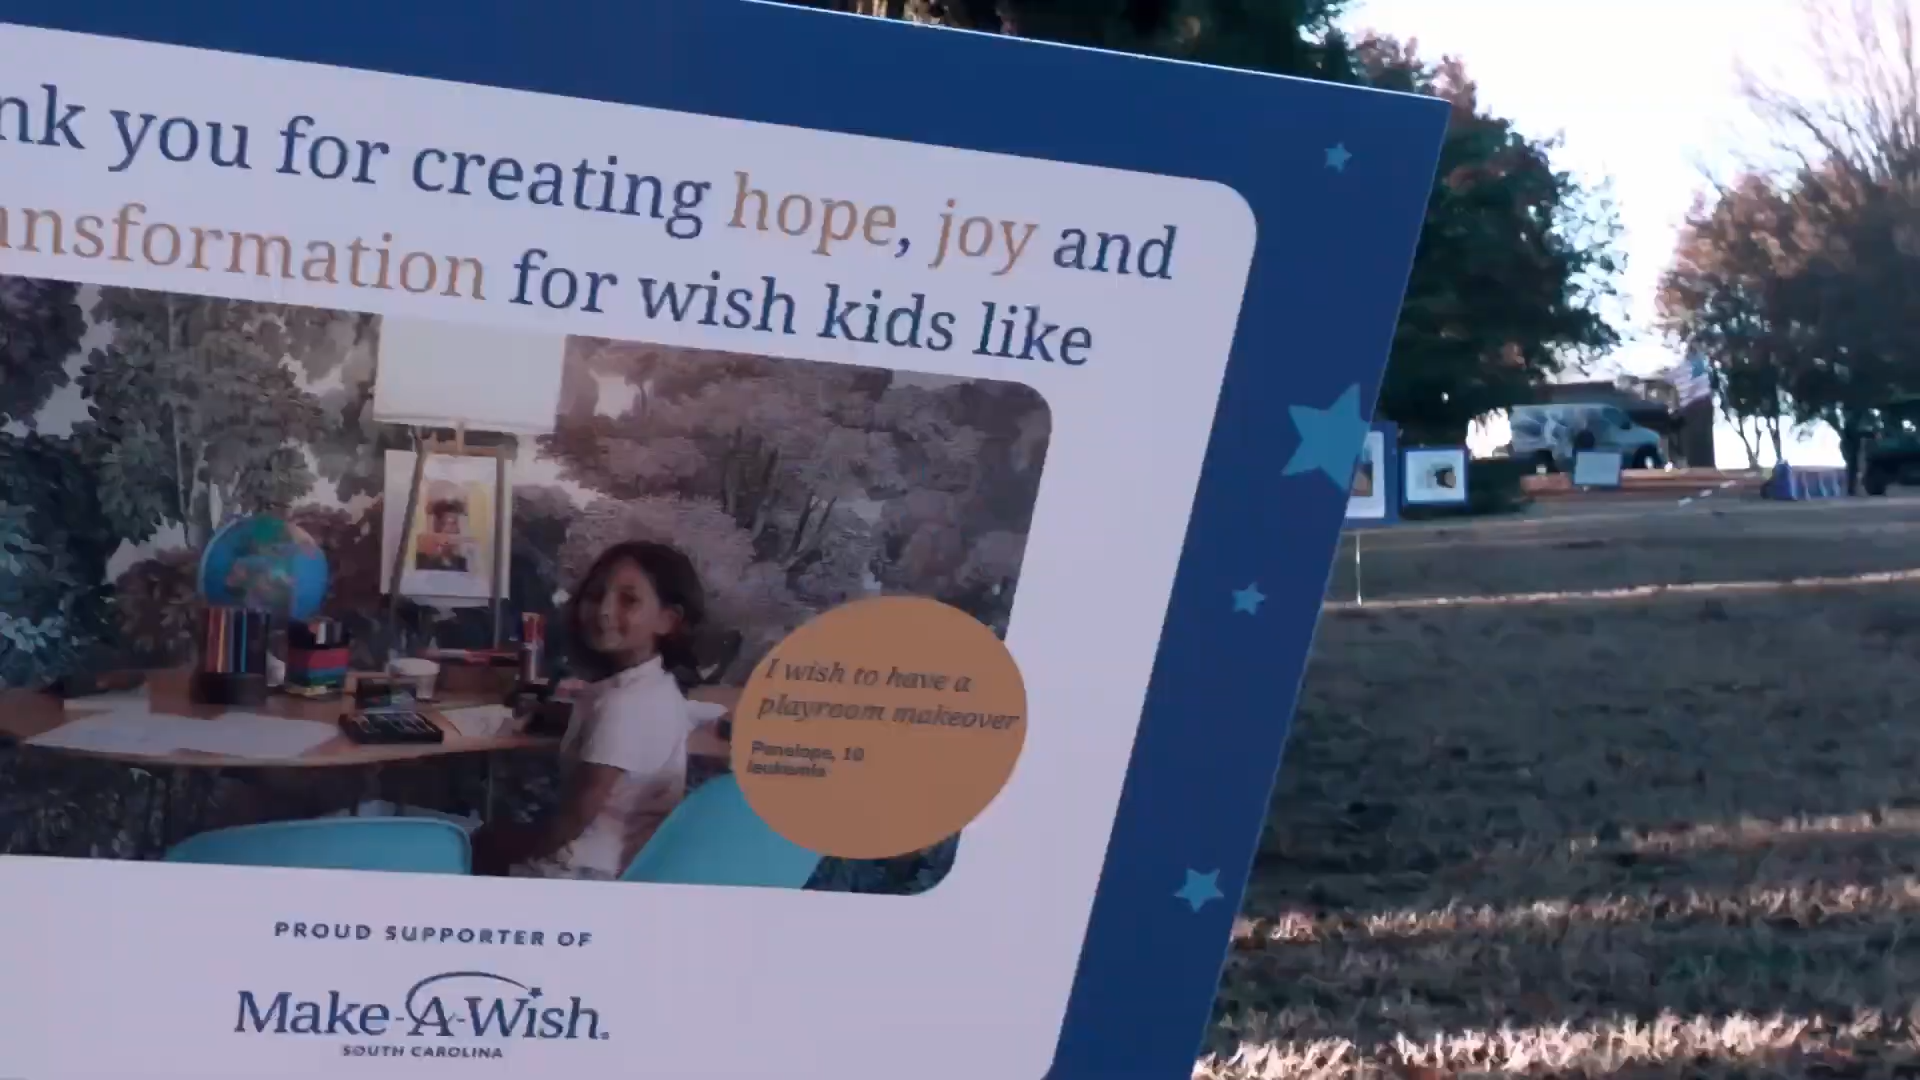 nk you for creating hope, joy and
ansformation for wish kids like
I wish to have a
playroom makeover
Penelope, 10
leukemia
PROUD SUPPORTER OF
Make-A-Wish.
SOUTH CAROLINA